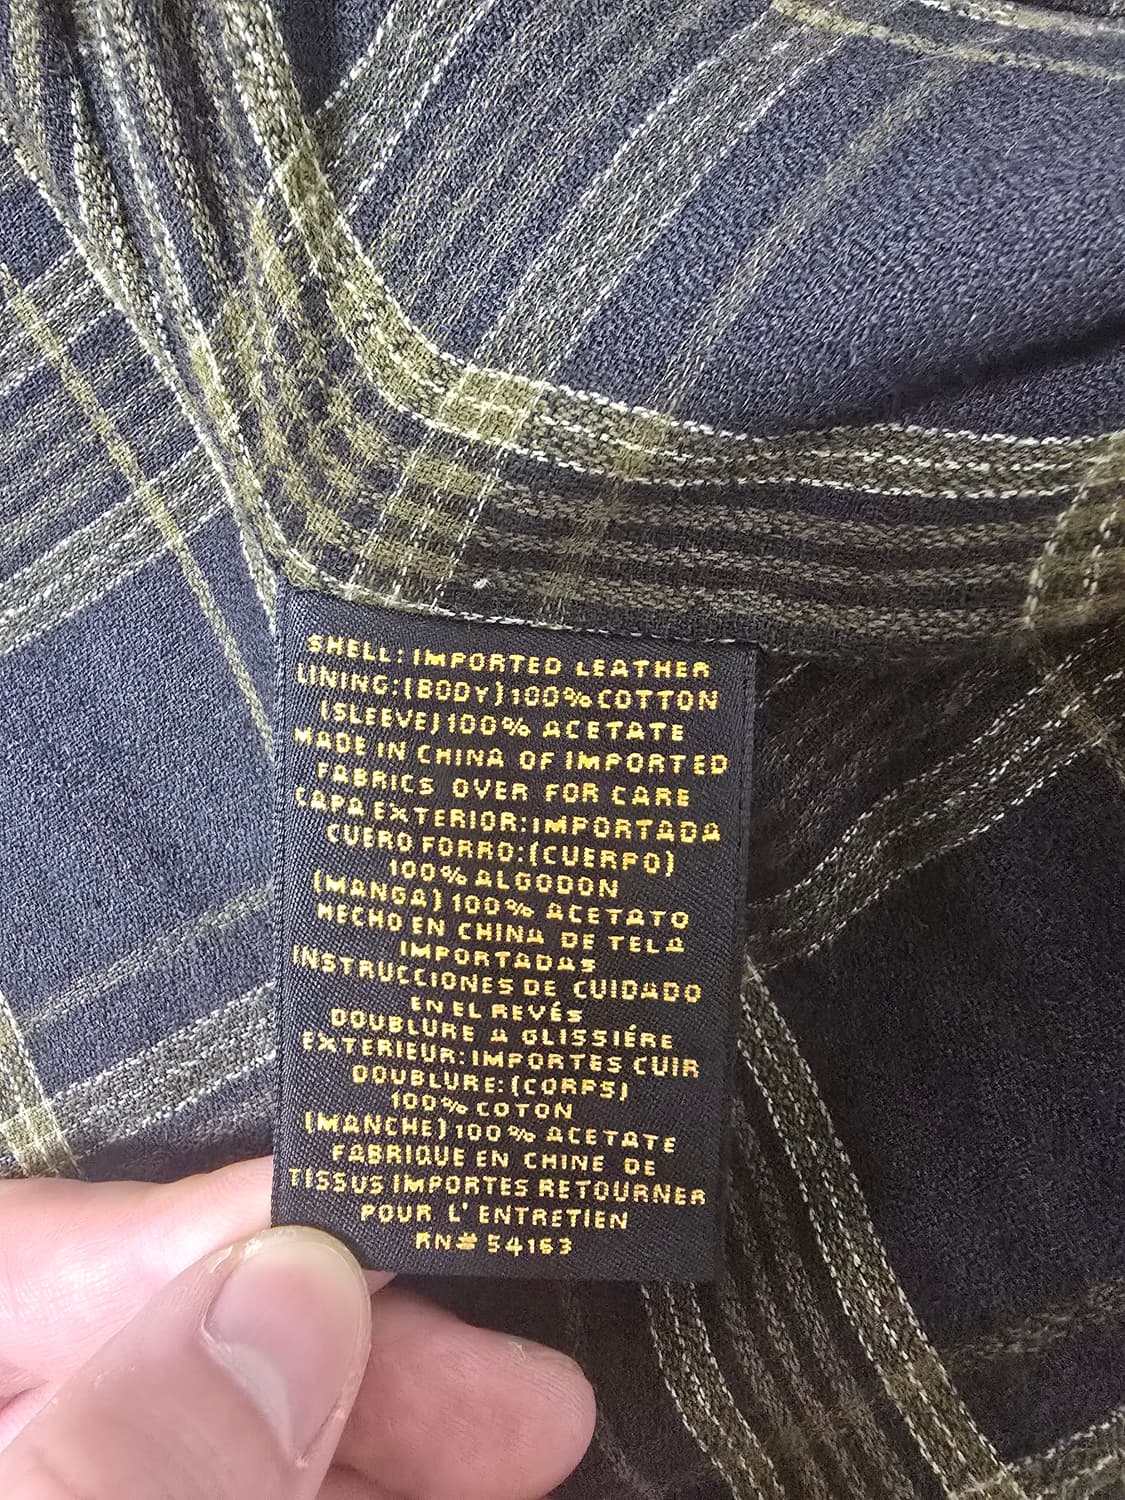 SHELL: IMPORTED LEATHER
LINING:(BODY)100%COTTON
(SLEEVE)100% ACETATE
MADE IN CHINA OF IMPORTED
FABRICS OVER FOR CARE
CAPA EXTERIOR:IMPORTADA
CUERO FORRO:(CUERPO)
100%ALGODON
(MANGA)100% ACETATO
HECHO EN CHINA DE TELA
IMPORTADAS
INSTRUCCIONES DE CUIDADO
EN EL REVÉS
DOUBLURE A GLISSIÉRE
EXTERIEUR:IMPORTES CUIR
DOUBLURE:(CORPS)
100% COTON
(MANCHE)100% ACETATE
FABRIQUE EN CHINE DE
TISSUS IMPORTES RETOURNER
POUR L'ENTRETIEN
RN# 54163